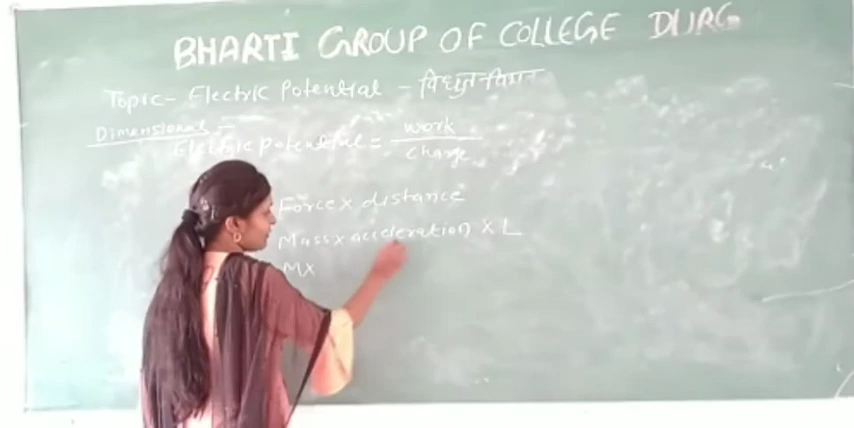 BHARTI GROUP OF COLLEGE DURG
Topic- Electric Potential - विद्युत विभव
Dimensional -
Electric Potential = work
charge
Force x distance
Mass x acceleration x L
Mx